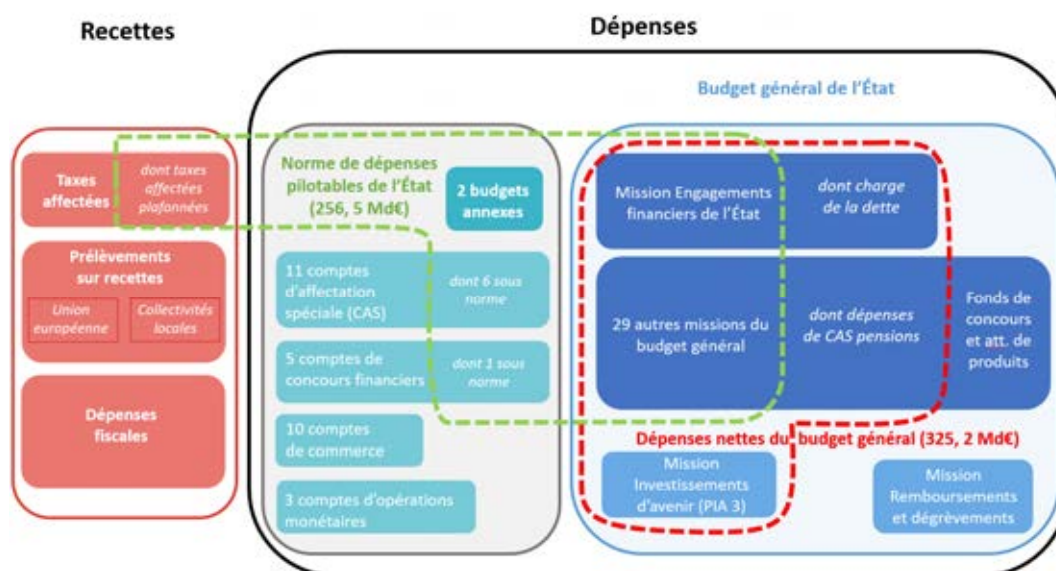 Recettes
Dépenses
Budget général de l'État
Taxes
affectées
dont taxes
affectées
plafonnées
Prélèvements
sur recettes
Union
européenne
Collectivités
locales
Dépenses
fiscales
Norme de dépenses
pilotables de l'État
(256, 5 Md€)
2 budgets
annexes
11 comptes
d'affectation
spéciale (CAS)
dont 6 sous
norme
5 comptes de
concours financiers
dont 1 sous
norme
10 comptes
de commerce
3 comptes d'opérations
monétaires
Mission Engagements
financiers de l'État
dont charge
de la dette
29 autres missions du
budget général
dont dépenses
de CAS pensions
Fonds de
concours
et att. de
produits
Dépenses nettes du budget général (325, 2 Md€)
Mission
Investissements
d'avenir (PIA 3)
Mission
Remboursements
et dégrèvements